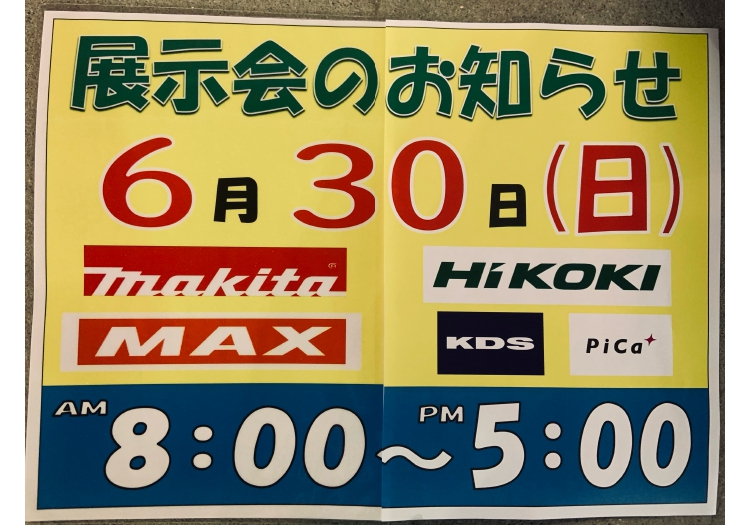 展示会のお知らせ
6月30日(日)
makita® HiKOKI
MAX KDS PiCa
AM 8:00～PM 5:00